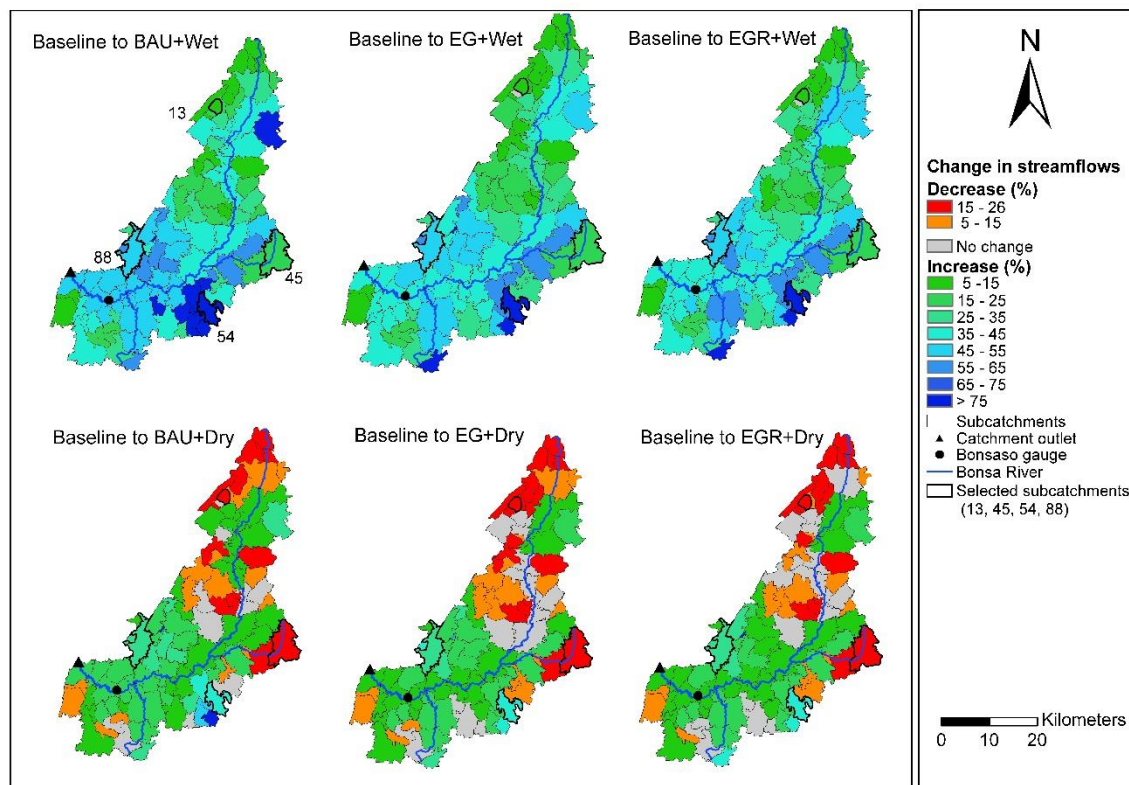 Baseline to BAU+Wet
Baseline to EG+Wet
Baseline to EGR+Wet
13
88
45
54
Baseline to BAU+Dry
Baseline to EG+Dry
Baseline to EGR+Dry
N
Change in streamflows
Decrease (%)
15 - 26
5 - 15
No change
Increase (%)
5 -15
15 - 25
25 - 35
35 - 45
45 - 55
55 - 65
65 - 75
> 75
Subcatchments
Catchment outlet
Bonsaso gauge
Bonsa River
Selected subcatchments
(13, 45, 54, 88)
Kilometers
0 10 20